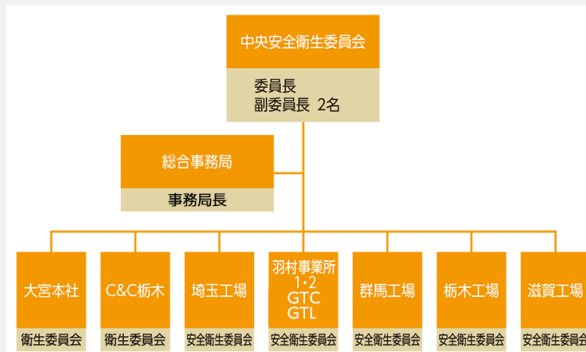 中央安全衛生委員会
委員長
副委員長 2名
総合事務局
事務局長
大宮本社
衛生委員会
C&C栃木
衛生委員会
埼玉工場
安全衛生委員会
羽村事業所
1・2
GTC
GTL
安全衛生委員会
群馬工場
安全衛生委員会
栃木工場
安全衛生委員会
滋賀工場
安全衛生委員会